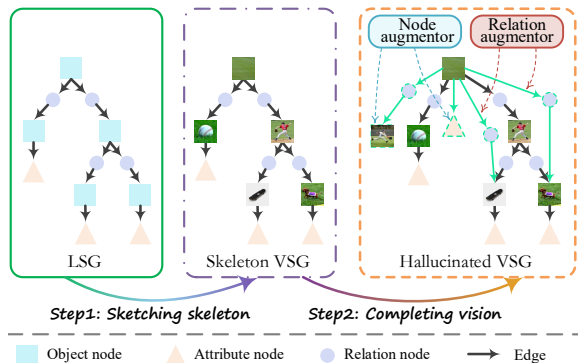 Node
augmentor
Relation
augmentor
LSG
Skeleton VSG
Hallucinated VSG
Step1: Sketching skeleton
Step2: Completing vision
Object node
Attribute node
Relation node
Edge